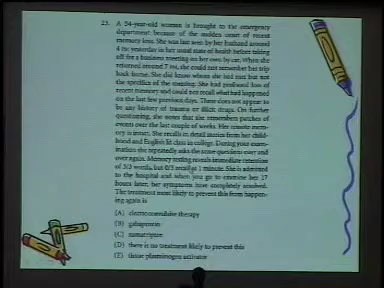 23. A 54-year-old woman is brought to the emergency
department because of the sudden onset of recent
memory loss. She was last seen by her husband around
4 PM yesterday in her usual state of health before taking
off for a business meeting on her own by car. When she
returned around 7 PM, she could not remember her trip
back home. She did know whom she had met but not
the specifics of the meeting. She had profound loss of
recent memory and could not recall what had happened
on the last few previous days. There does not appear to
be any history of trauma or illicit drugs. On further
questioning, she notes that she remembers patches of
events over the last couple of weeks. Her remote mem-
ory is intact. She recalls in detail stories from her child-
hood and English lit class in college. During your exam-
ination she repeatedly asks the same questions over and
over again. Memory testing reveals immediate retention
of 3/3 words, but 0/3 recall at 1 minute. She is admitted
to the hospital and when you go to examine her 17
hours later, her symptoms have completely resolved.
The treatment most likely to prevent this from happen-
ing again is
(A) electroconvulsive therapy
(B) gabapentin
(C) sumatriptan
(D) there is no treatment likely to prevent this
(E) tissue plasminogen activator